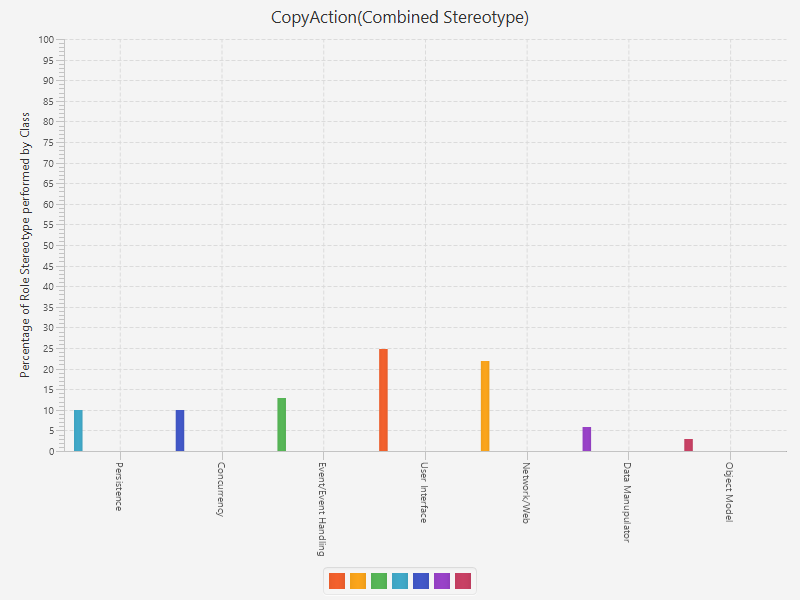 CopyAction(Combined Stereotype)
Percentage of Role Stereotype performed by Class
100
95
90
85
80
75
70
65
60
55
50
45
40
35
30
25
20
15
10
5
0
Persistence
Concurrency
Event/Event Handling
User Interface
Network/Web
Data Manupulator
Object Model